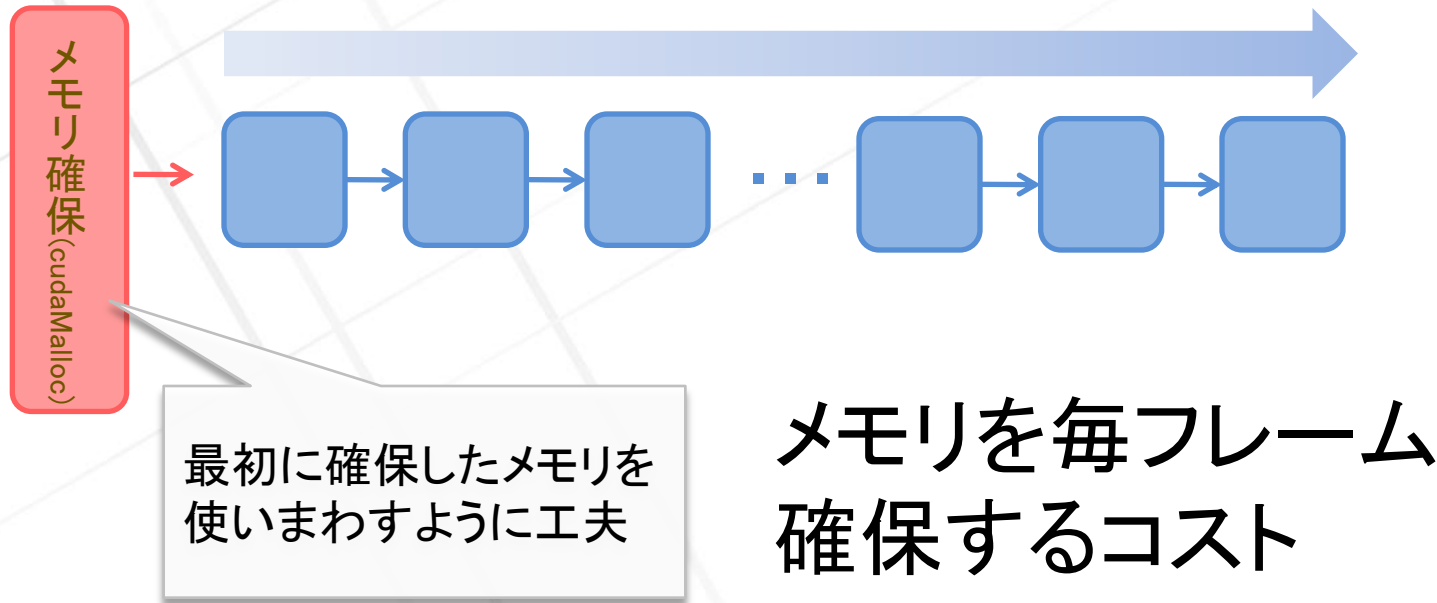 メモリ確保(cudaMalloc)
最初に確保したメモリを
使いまわすように工夫
メモリを毎フレーム
確保するコスト